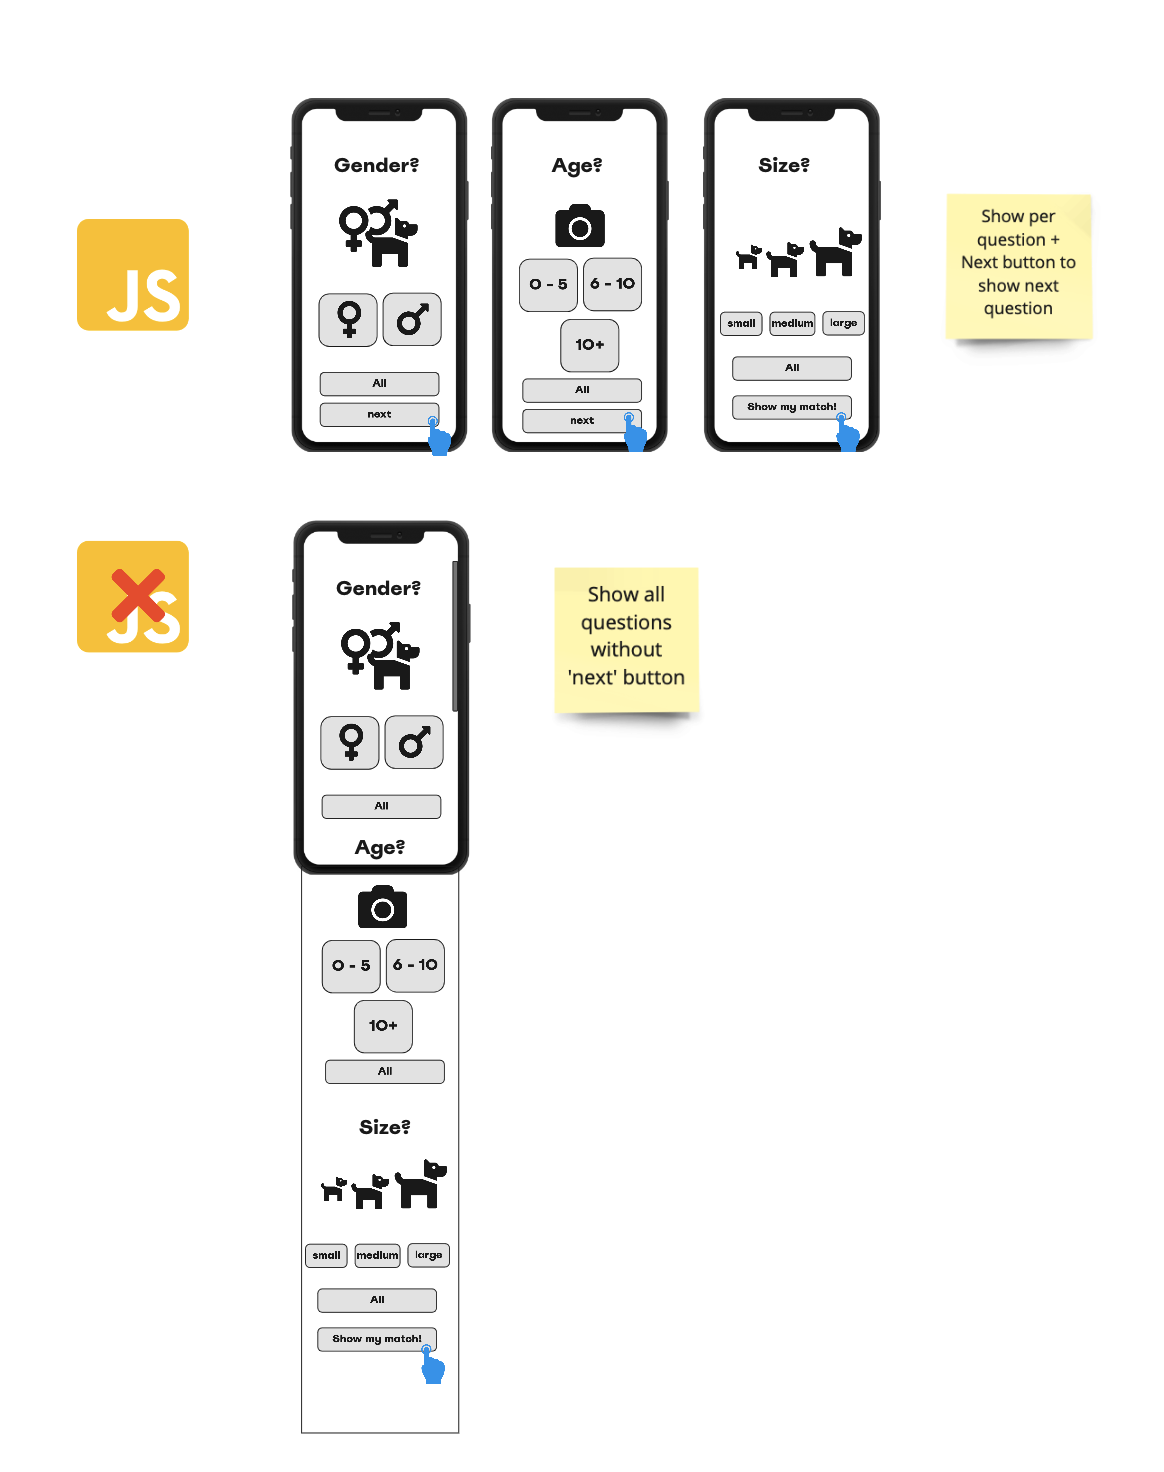 JS
Gender?
All
next
Age?
0 - 5
6 - 10
10+
All
next
Size?
small
medium
large
All
Show my match!
Show per
question +
Next button to
show next
question
JS
Gender?
All
Age?
0 - 5
6 - 10
10+
All
Size?
small
medium
large
All
Show my match!
Show all
questions
without
'next' button